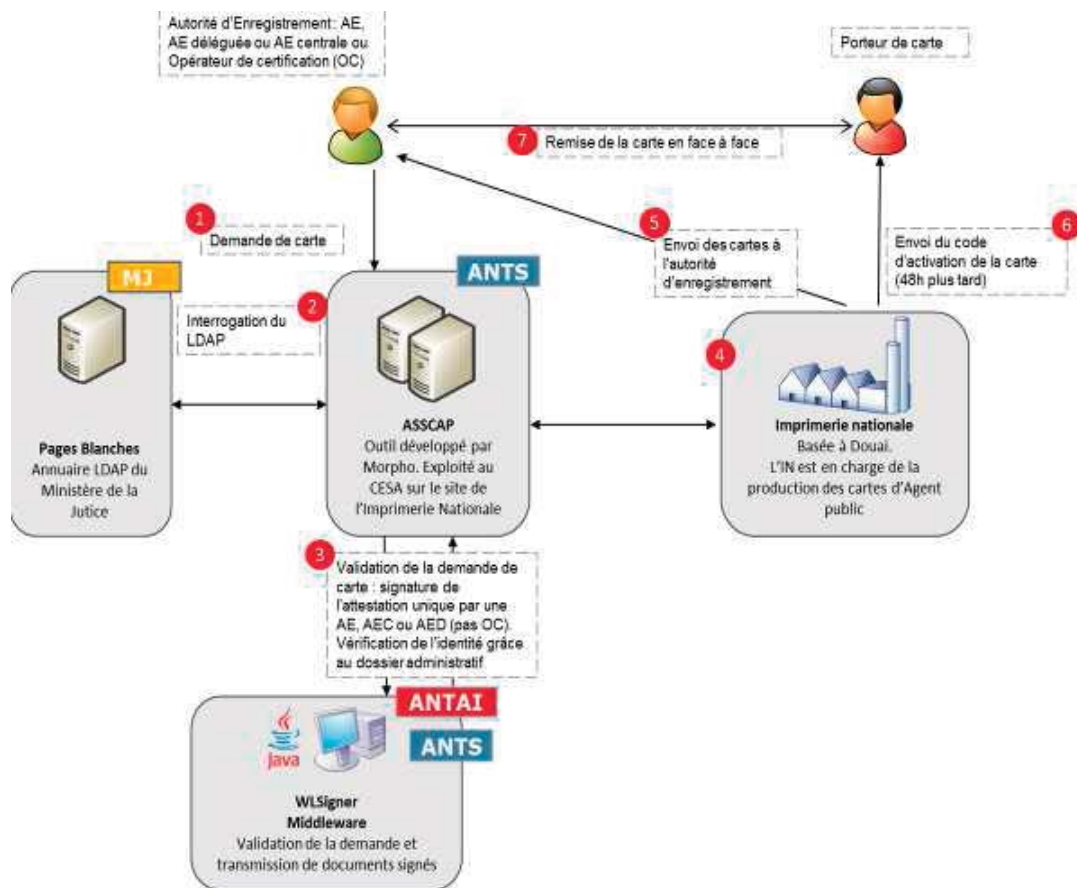 Autorité d'Enregistrement : AE,
AE déléguée ou AE centrale ou
Opérateur de certification (OC)
Porteur de carte
7
Remise de la carte en face à face
1
Demande de carte
5
Envoi des cartes à
l'autorité
d'enregistrement
6
Envoi du code
d'activation de la carte
(48h plus tard)
MJ
2
Interrogation du
LDAP
ANTS
4
Pages Blanches
Annuaire LDAP du
Ministère de la
Jutice
ASSCAP
Outil développé par
Morpho. Exploité au
CESA sur le site de
l'Imprimerie Nationale
Imprimerie nationale
Basée à Douai.
L'IN est en charge de la
production des cartes d'Agent
public
3
Validation de la demande de
carte : signature de
l'attestation unique par une
AE, AEC ou AED (pas OC).
Vérification de l'identité grâce
au dossier administratif
ANTAI
ANTS
Java
WLSigner
Middleware
Validation de la demande et
transmission de documents signés